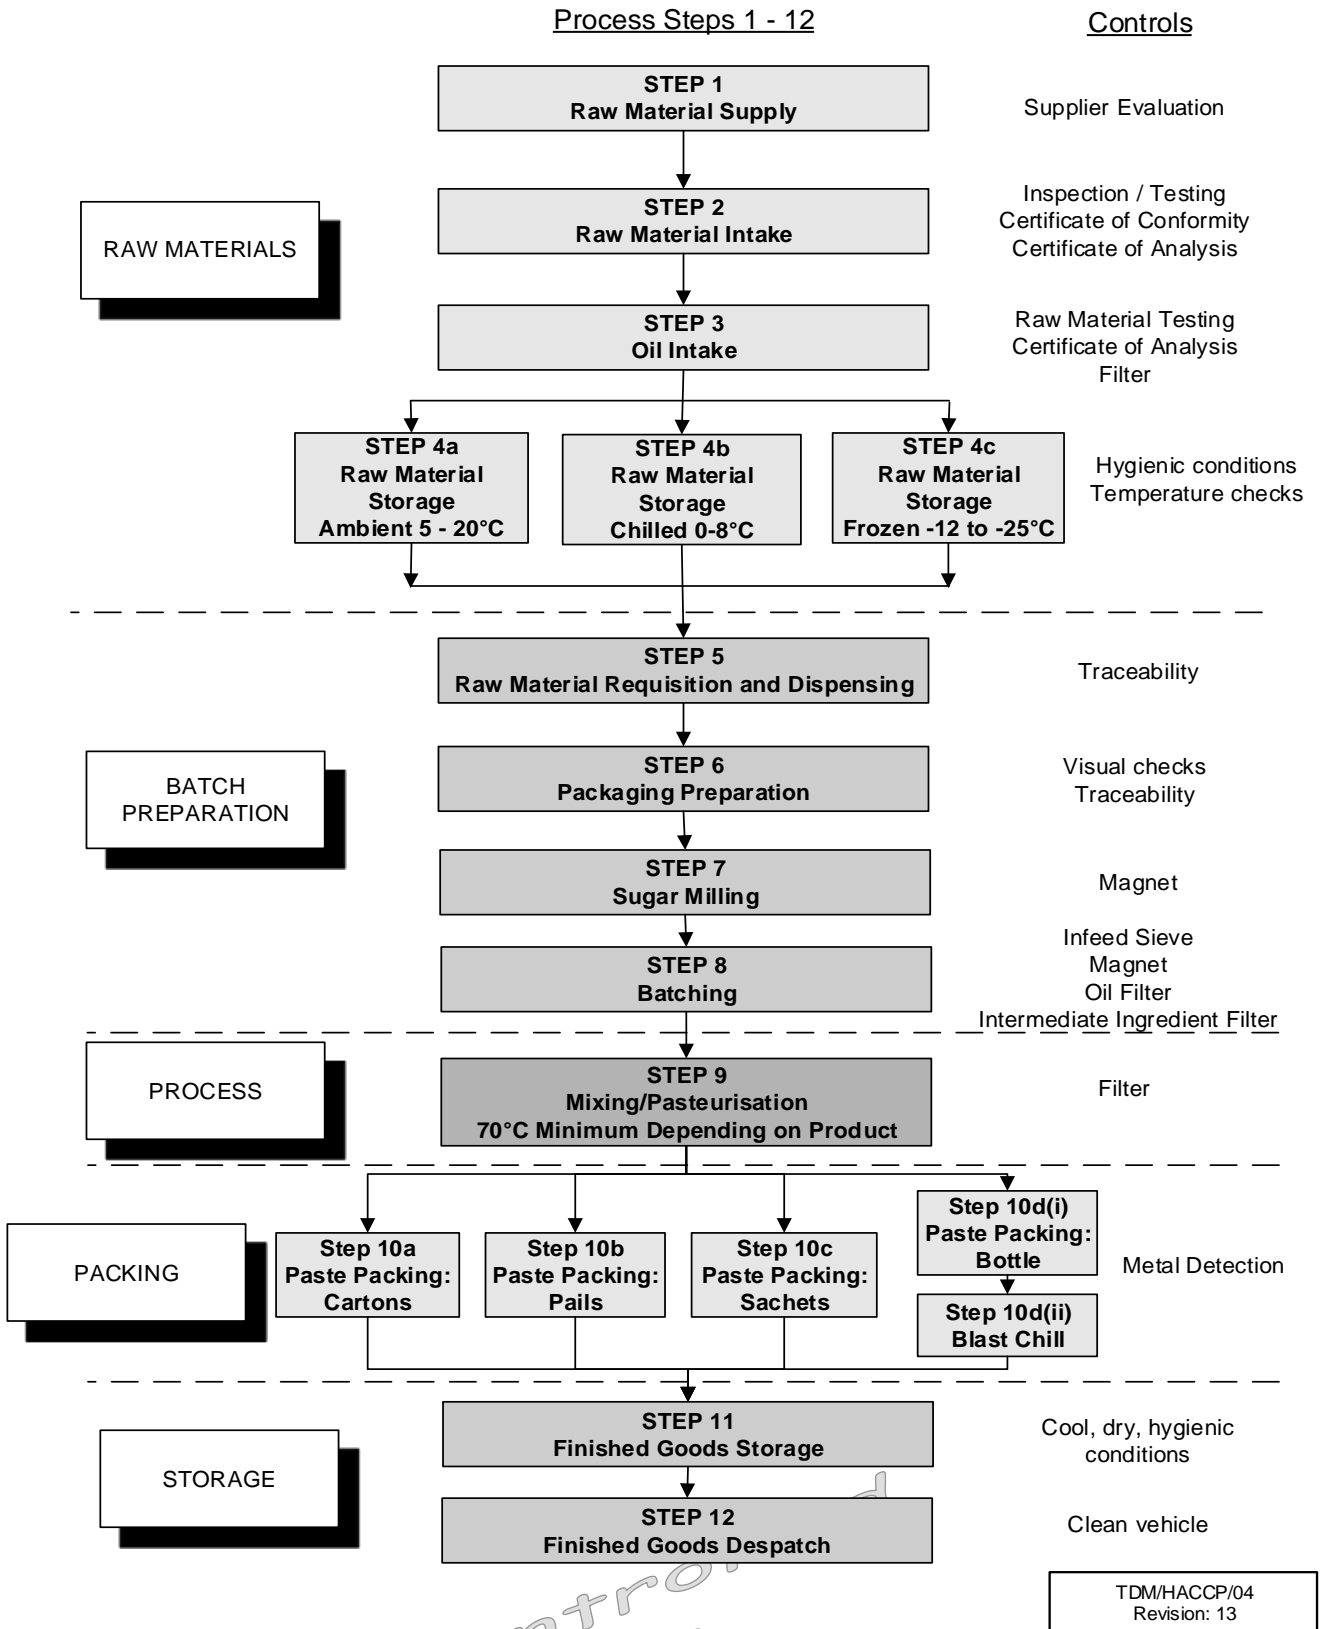 Process Steps 1 - 12
Controls
STEP 1
Raw Material Supply
Supplier Evaluation
RAW MATERIALS
STEP 2
Raw Material Intake
Inspection / Testing
Certificate of Conformity
Certificate of Analysis
STEP 3
Oil Intake
Raw Material Testing
Certificate of Analysis
Filter
STEP 4a
Raw Material
Storage
Ambient 5 - 20°C
STEP 4b
Raw Material
Storage
Chilled 0-8°C
STEP 4c
Raw Material
Storage
Frozen -12 to -25°C
Hygienic conditions
Temperature checks
STEP 5
Raw Material Requisition and Dispensing
Traceability
BATCH
PREPARATION
STEP 6
Packaging Preparation
Visual checks
Traceability
STEP 7
Sugar Milling
Magnet
STEP 8
Batching
Infeed Sieve
Magnet
Oil Filter
Intermediate Ingredient Filter
PROCESS
STEP 9
Mixing/Pasteurisation
70°C Minimum Depending on Product
Filter
PACKING
Step 10a
Paste Packing:
Cartons
Step 10b
Paste Packing:
Pails
Step 10c
Paste Packing:
Sachets
Step 10d(i)
Paste Packing:
Bottle
Step 10d(ii)
Blast Chill
Metal Detection
STORAGE
STEP 11
Finished Goods Storage
Cool, dry, hygienic
conditions
STEP 12
Finished Goods Despatch
Clean vehicle
TDM/HACCP/04
Revision: 13